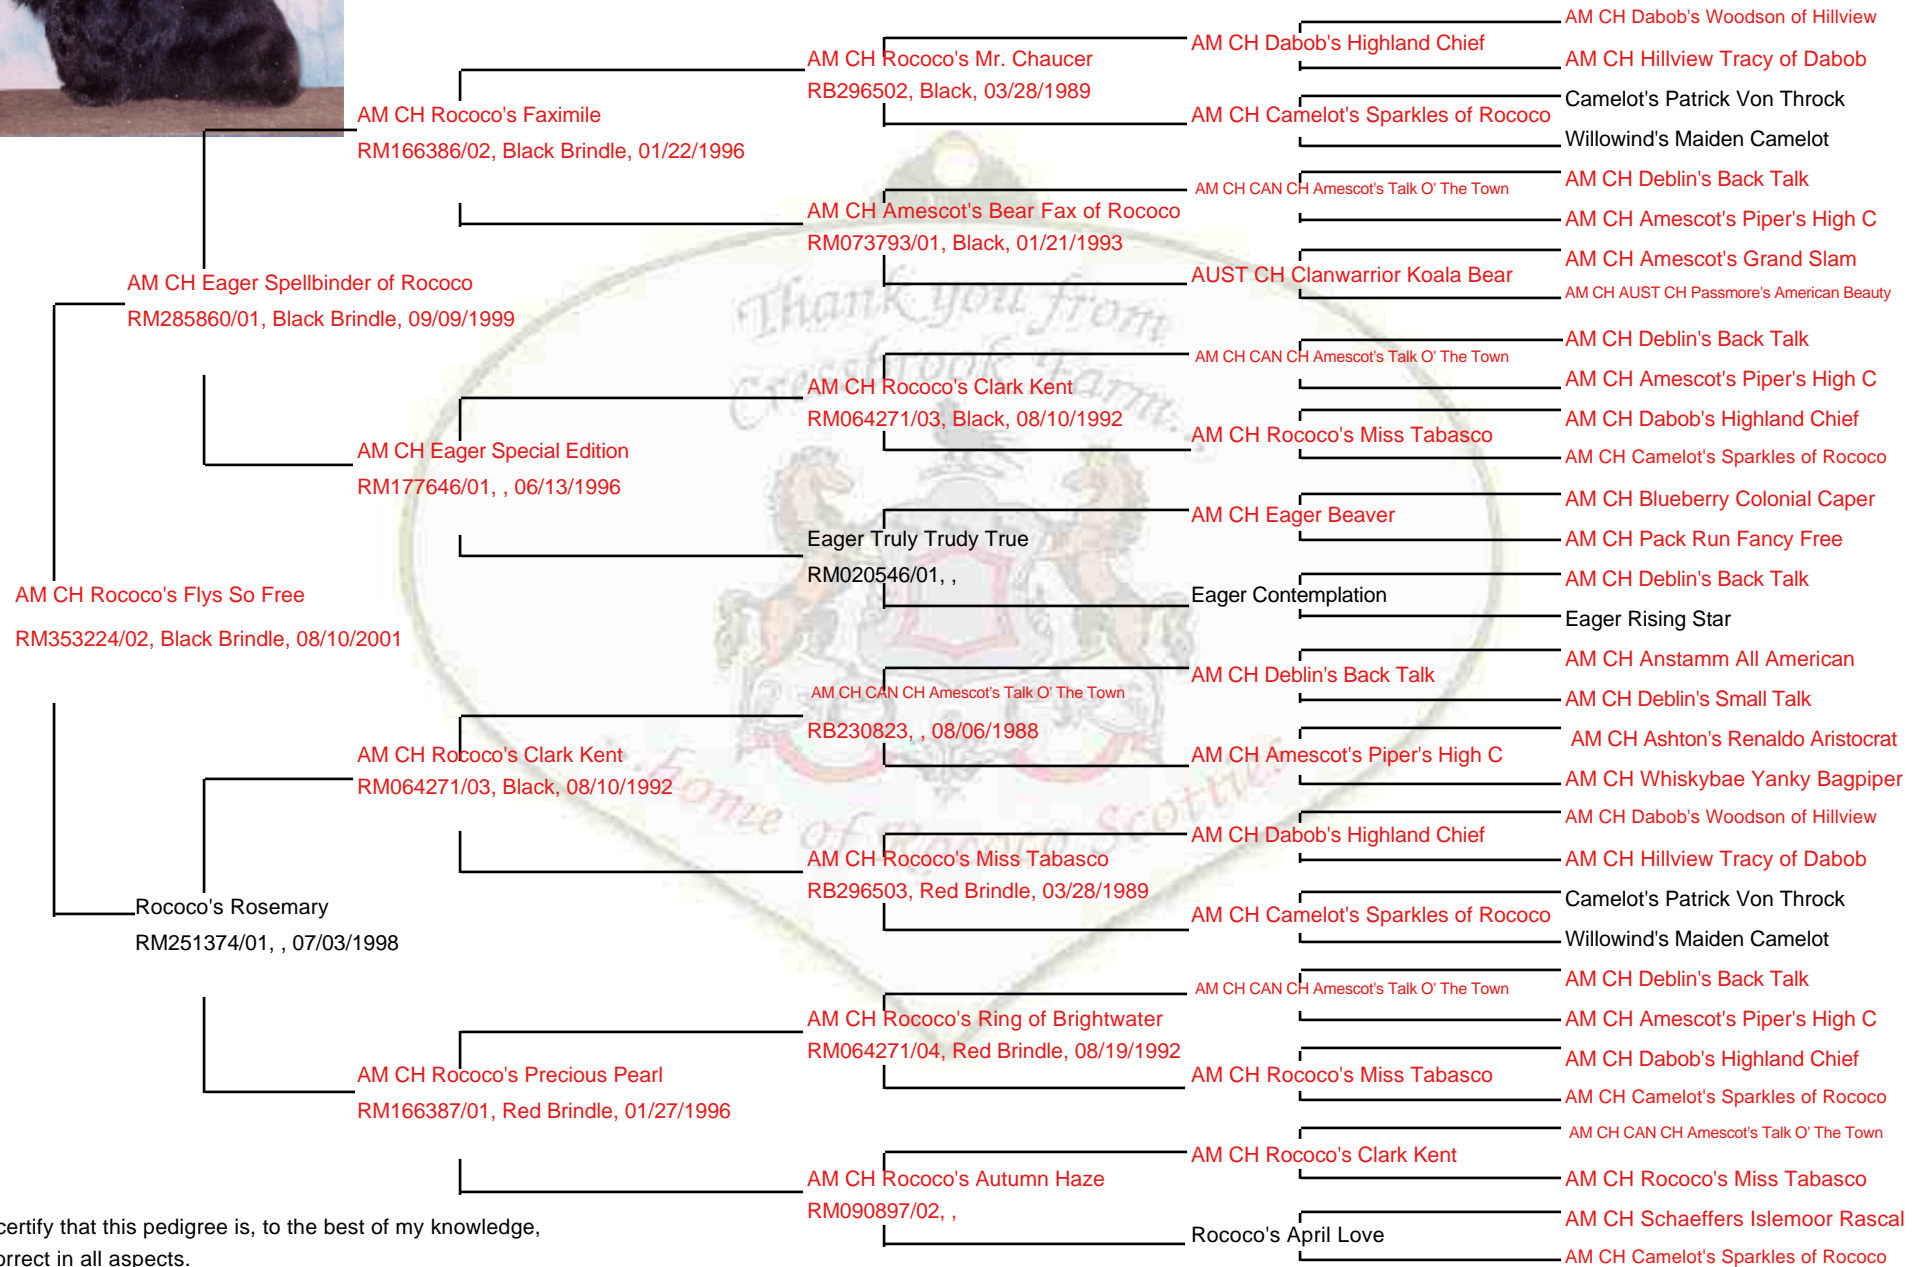 AM CH Rococo's Flys So Free
RM353224/02, Black Brindle, 08/10/2001
AM CH Eager Spellbinder of Rococo
RM285860/01, Black Brindle, 09/09/1999
Rococo's Rosemary
RM251374/01, , 07/03/1998
AM CH Rococo's Faximile
RM166386/02, Black Brindle, 01/22/1996
AM CH Eager Special Edition
RM177646/01, , 06/13/1996
AM CH Rococo's Clark Kent
RM064271/03, Black, 08/10/1992
AM CH Rococo's Precious Pearl
RM166387/01, Red Brindle, 01/27/1996
AM CH Rococo's Mr. Chaucer
RB296502, Black, 03/28/1989
AM CH Amescot's Bear Fax of Rococo
RM073793/01, Black, 01/21/1993
AM CH Rococo's Clark Kent
RM064271/03, Black, 08/10/1992
Eager Truly Trudy True
RM020546/01, ,
AM CH CAN CH Amescot's Talk O' The Town
RB230823, , 08/06/1988
AM CH Rococo's Miss Tabasco
RB296503, Red Brindle, 03/28/1989
AM CH Rococo's Ring of Brightwater
RM064271/04, Red Brindle, 08/19/1992
AM CH Rococo's Autumn Haze
RM090897/02, ,
AM CH Dabob's Highland Chief
AM CH Camelot's Sparkles of Rococo
AM CH CAN CH Amescot's Talk O' The Town
AUST CH Clanwarrior Koala Bear
AM CH CAN CH Amescot's Talk O' The Town
AM CH Rococo's Miss Tabasco
AM CH Eager Beaver
Eager Contemplation
AM CH Deblin's Back Talk
AM CH Amescot's Piper's High C
AM CH Dabob's Highland Chief
AM CH Camelot's Sparkles of Rococo
AM CH CAN CH Amescot's Talk O' The Town
AM CH Rococo's Miss Tabasco
AM CH Rococo's Clark Kent
Rococo's April Love
AM CH Dabob's Woodson of Hillview
AM CH Hillview Tracy of Dabob
Camelot's Patrick Von Throck
Willowind's Maiden Camelot
AM CH Deblin's Back Talk
AM CH Amescot's Piper's High C
AM CH Amescot's Grand Slam
AM CH AUST CH Passmore's American Beauty
AM CH Deblin's Back Talk
AM CH Amescot's Piper's High C
AM CH Dabob's Highland Chief
AM CH Camelot's Sparkles of Rococo
AM CH Blueberry Colonial Caper
AM CH Pack Run Fancy Free
AM CH Deblin's Back Talk
Eager Rising Star
AM CH Anstamm All American
AM CH Deblin's Small Talk
AM CH Ashton's Renaldo Aristocrat
AM CH Whiskybae Yanky Bagpiper
AM CH Dabob's Woodson of Hillview
AM CH Hillview Tracy of Dabob
Camelot's Patrick Von Throck
Willowind's Maiden Camelot
AM CH Deblin's Back Talk
AM CH Amescot's Piper's High C
AM CH Dabob's Highland Chief
AM CH Camelot's Sparkles of Rococo
AM CH CAN CH Amescot's Talk O' The Town
AM CH Rococo's Miss Tabasco
AM CH Schaeffers Islemoor Rascal
AM CH Camelot's Sparkles of Rococo
Thank you from
Cressbrook Farm..
..home of Rococo Scotties
certify that this pedigree is, to the best of my knowledge,
orrect in all aspects.